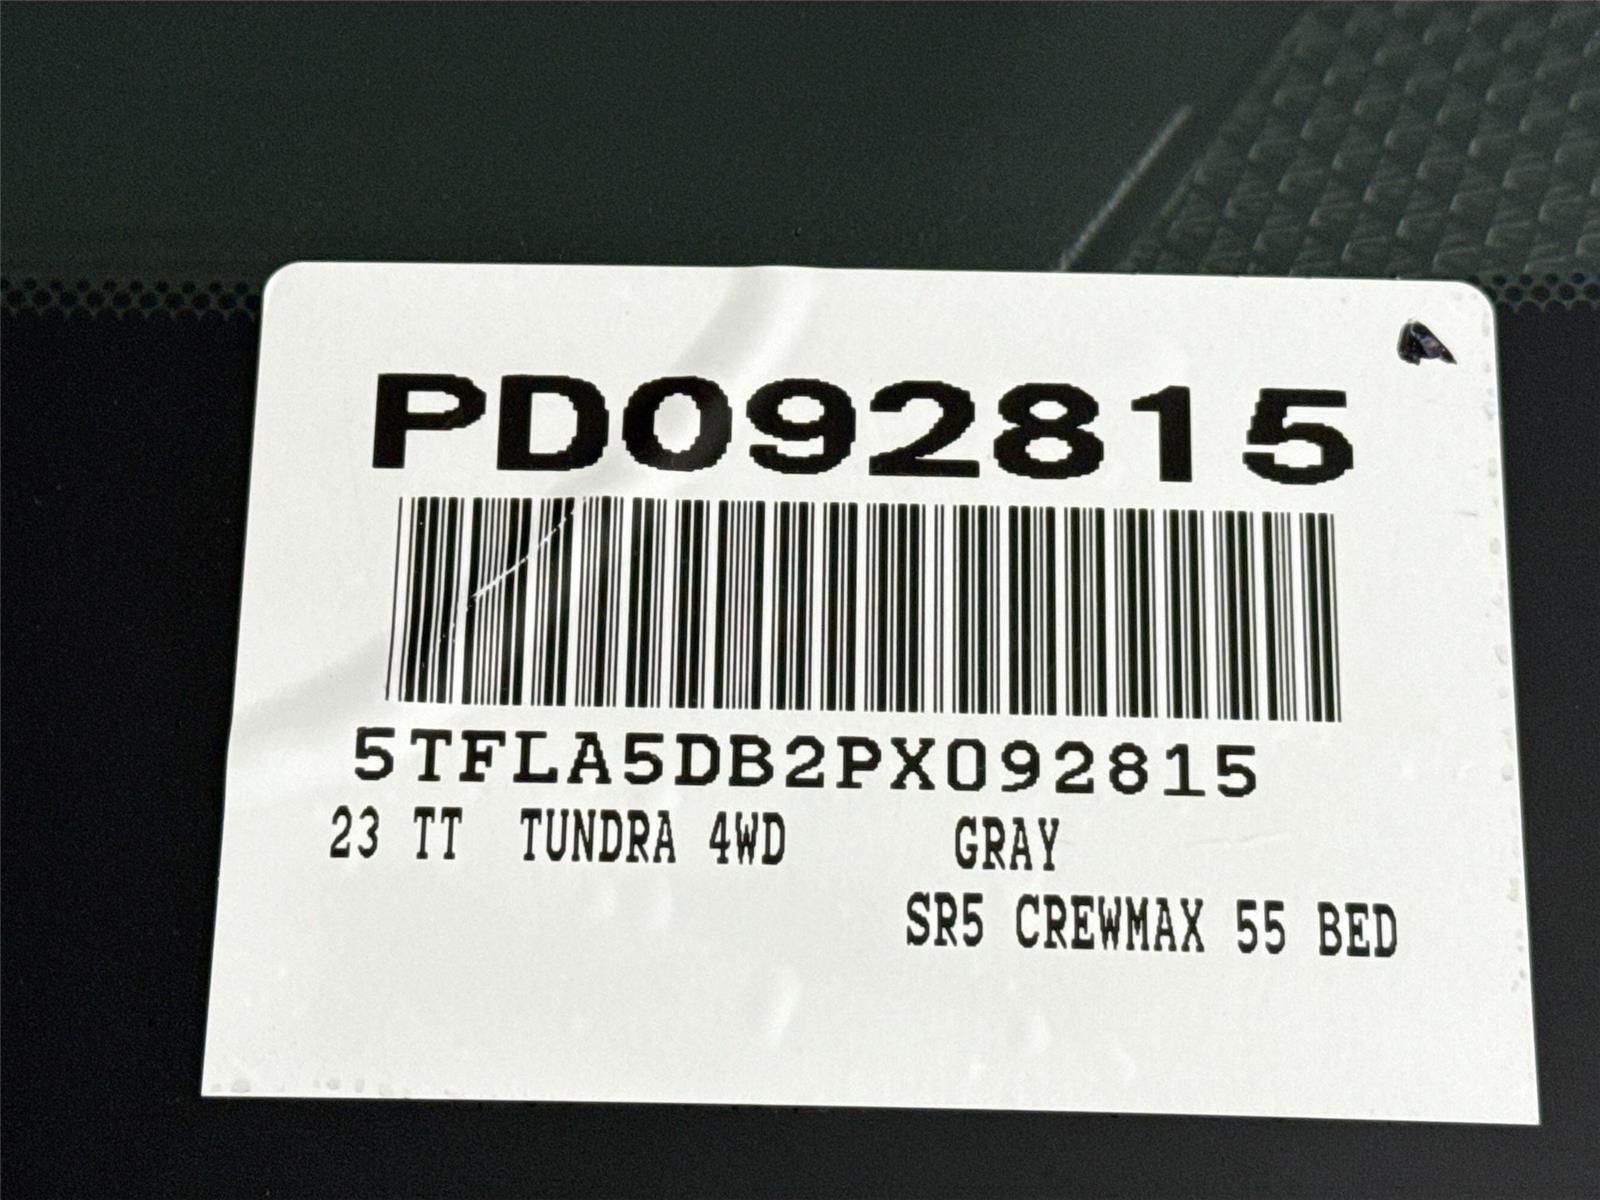 PD092815
5TFLA5DB2PX092815
23 TT TUNDRA 4WD GRAY
SR5 CREWMAX 55 BED